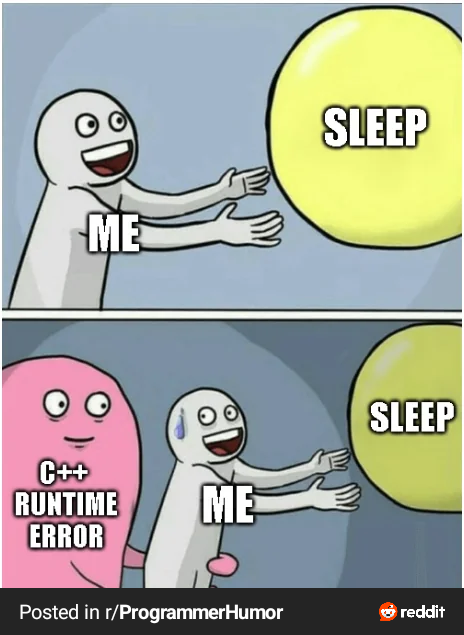 SLEEP
ME
SLEEP
C++
RUNTIME
ERROR
ME
Posted in r/ProgrammerHumor
reddit